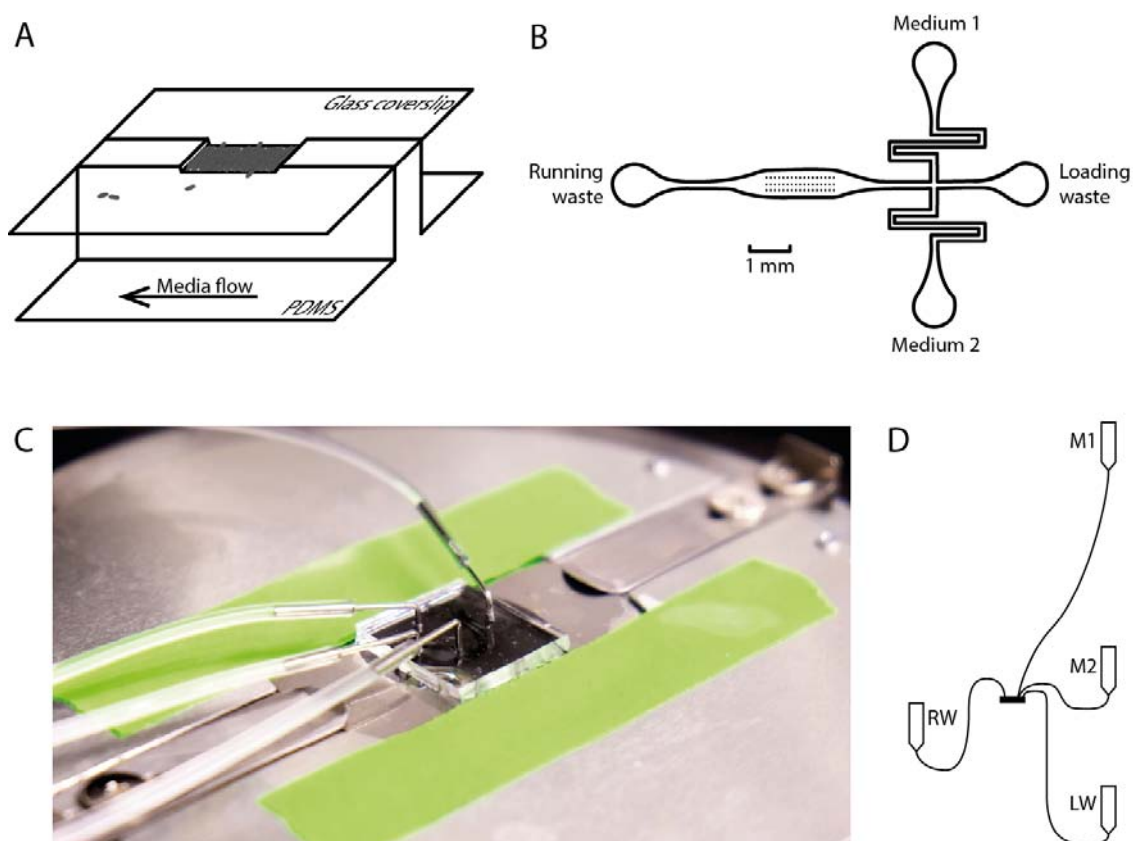 A
Glass coverslip
Media flow
PDMS
B
Medium 1
Running
waste
Loading
waste
1 mm
Medium 2
C
D
M1
M2
RW
LW